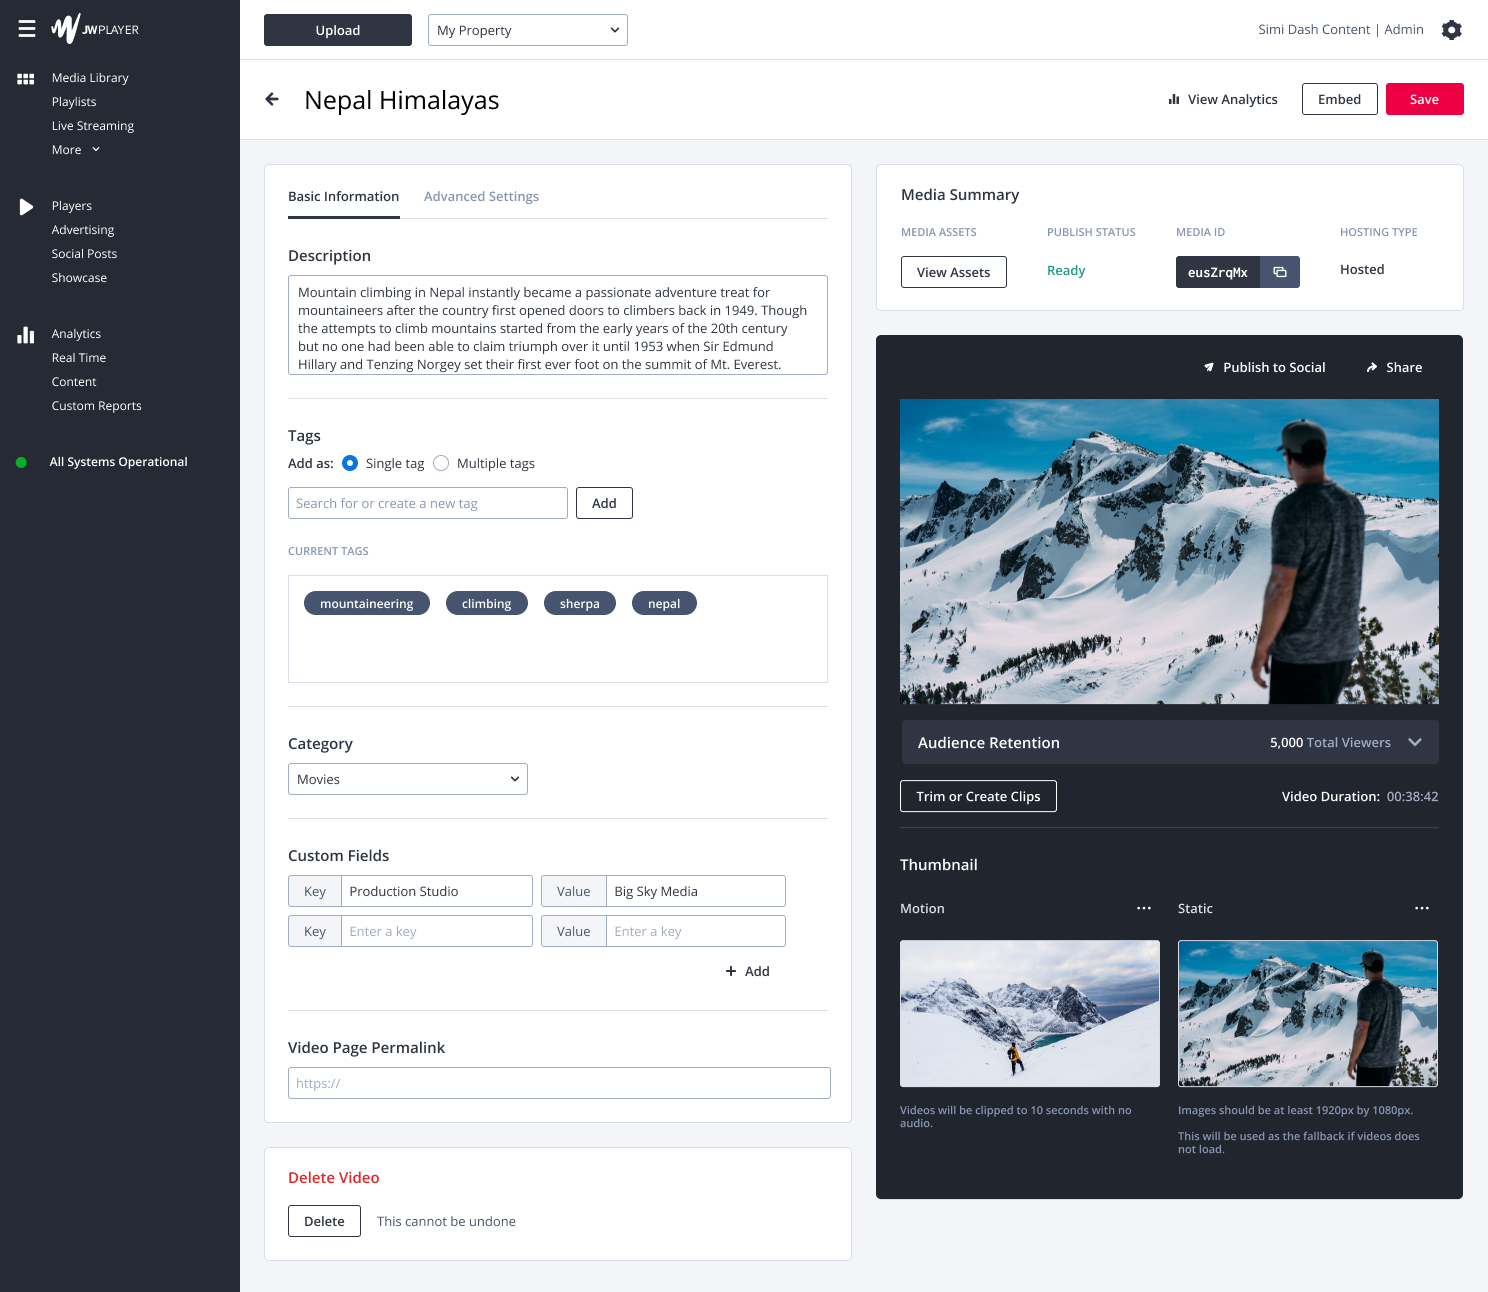 JWPLAYER
Media Library
Playlists
Live Streaming
More
Players
Advertising
Social Posts
Showcase
Analytics
Real Time
Content
Custom Reports
All Systems Operational
Upload
My Property
Simi Dash Content | Admin
Nepal Himalayas
View Analytics
Embed
Save
Basic Information
Advanced Settings
Description
Mountain climbing in Nepal instantly became a passionate adventure treat for
mountaineers after the country first opened doors to climbers back in 1949. Though
the attempts to climb mountains started from the early years of the 20th century
but no one had been able to claim triumph over it until 1953 when Sir Edmund
Hillary and Tenzing Norgey set their first ever foot on the summit of Mt. Everest.
Tags
Add as: Single tag Multiple tags
Search for or create a new tag
Add
CURRENT TAGS
mountaineering climbing sherpa nepal
Category
Movies
Custom Fields
Key Production Studio Value Big Sky Media
Key Enter a key Value Enter a key
+ Add
Video Page Permalink
https://
Delete Video
Delete This cannot be undone
Media Summary
MEDIA ASSETS
View Assets
PUBLISH STATUS
Ready
MEDIA ID
eusZrqMx
HOSTING TYPE
Hosted
Publish to Social
Share
Audience Retention 5,000 Total Viewers
Trim or Create Clips
Video Duration: 00:38:42
Thumbnail
Motion
Videos will be clipped to 10 seconds with no
audio.
Static
Images should be at least 1920px by 1080px.
This will be used as the fallback if videos does
not load.